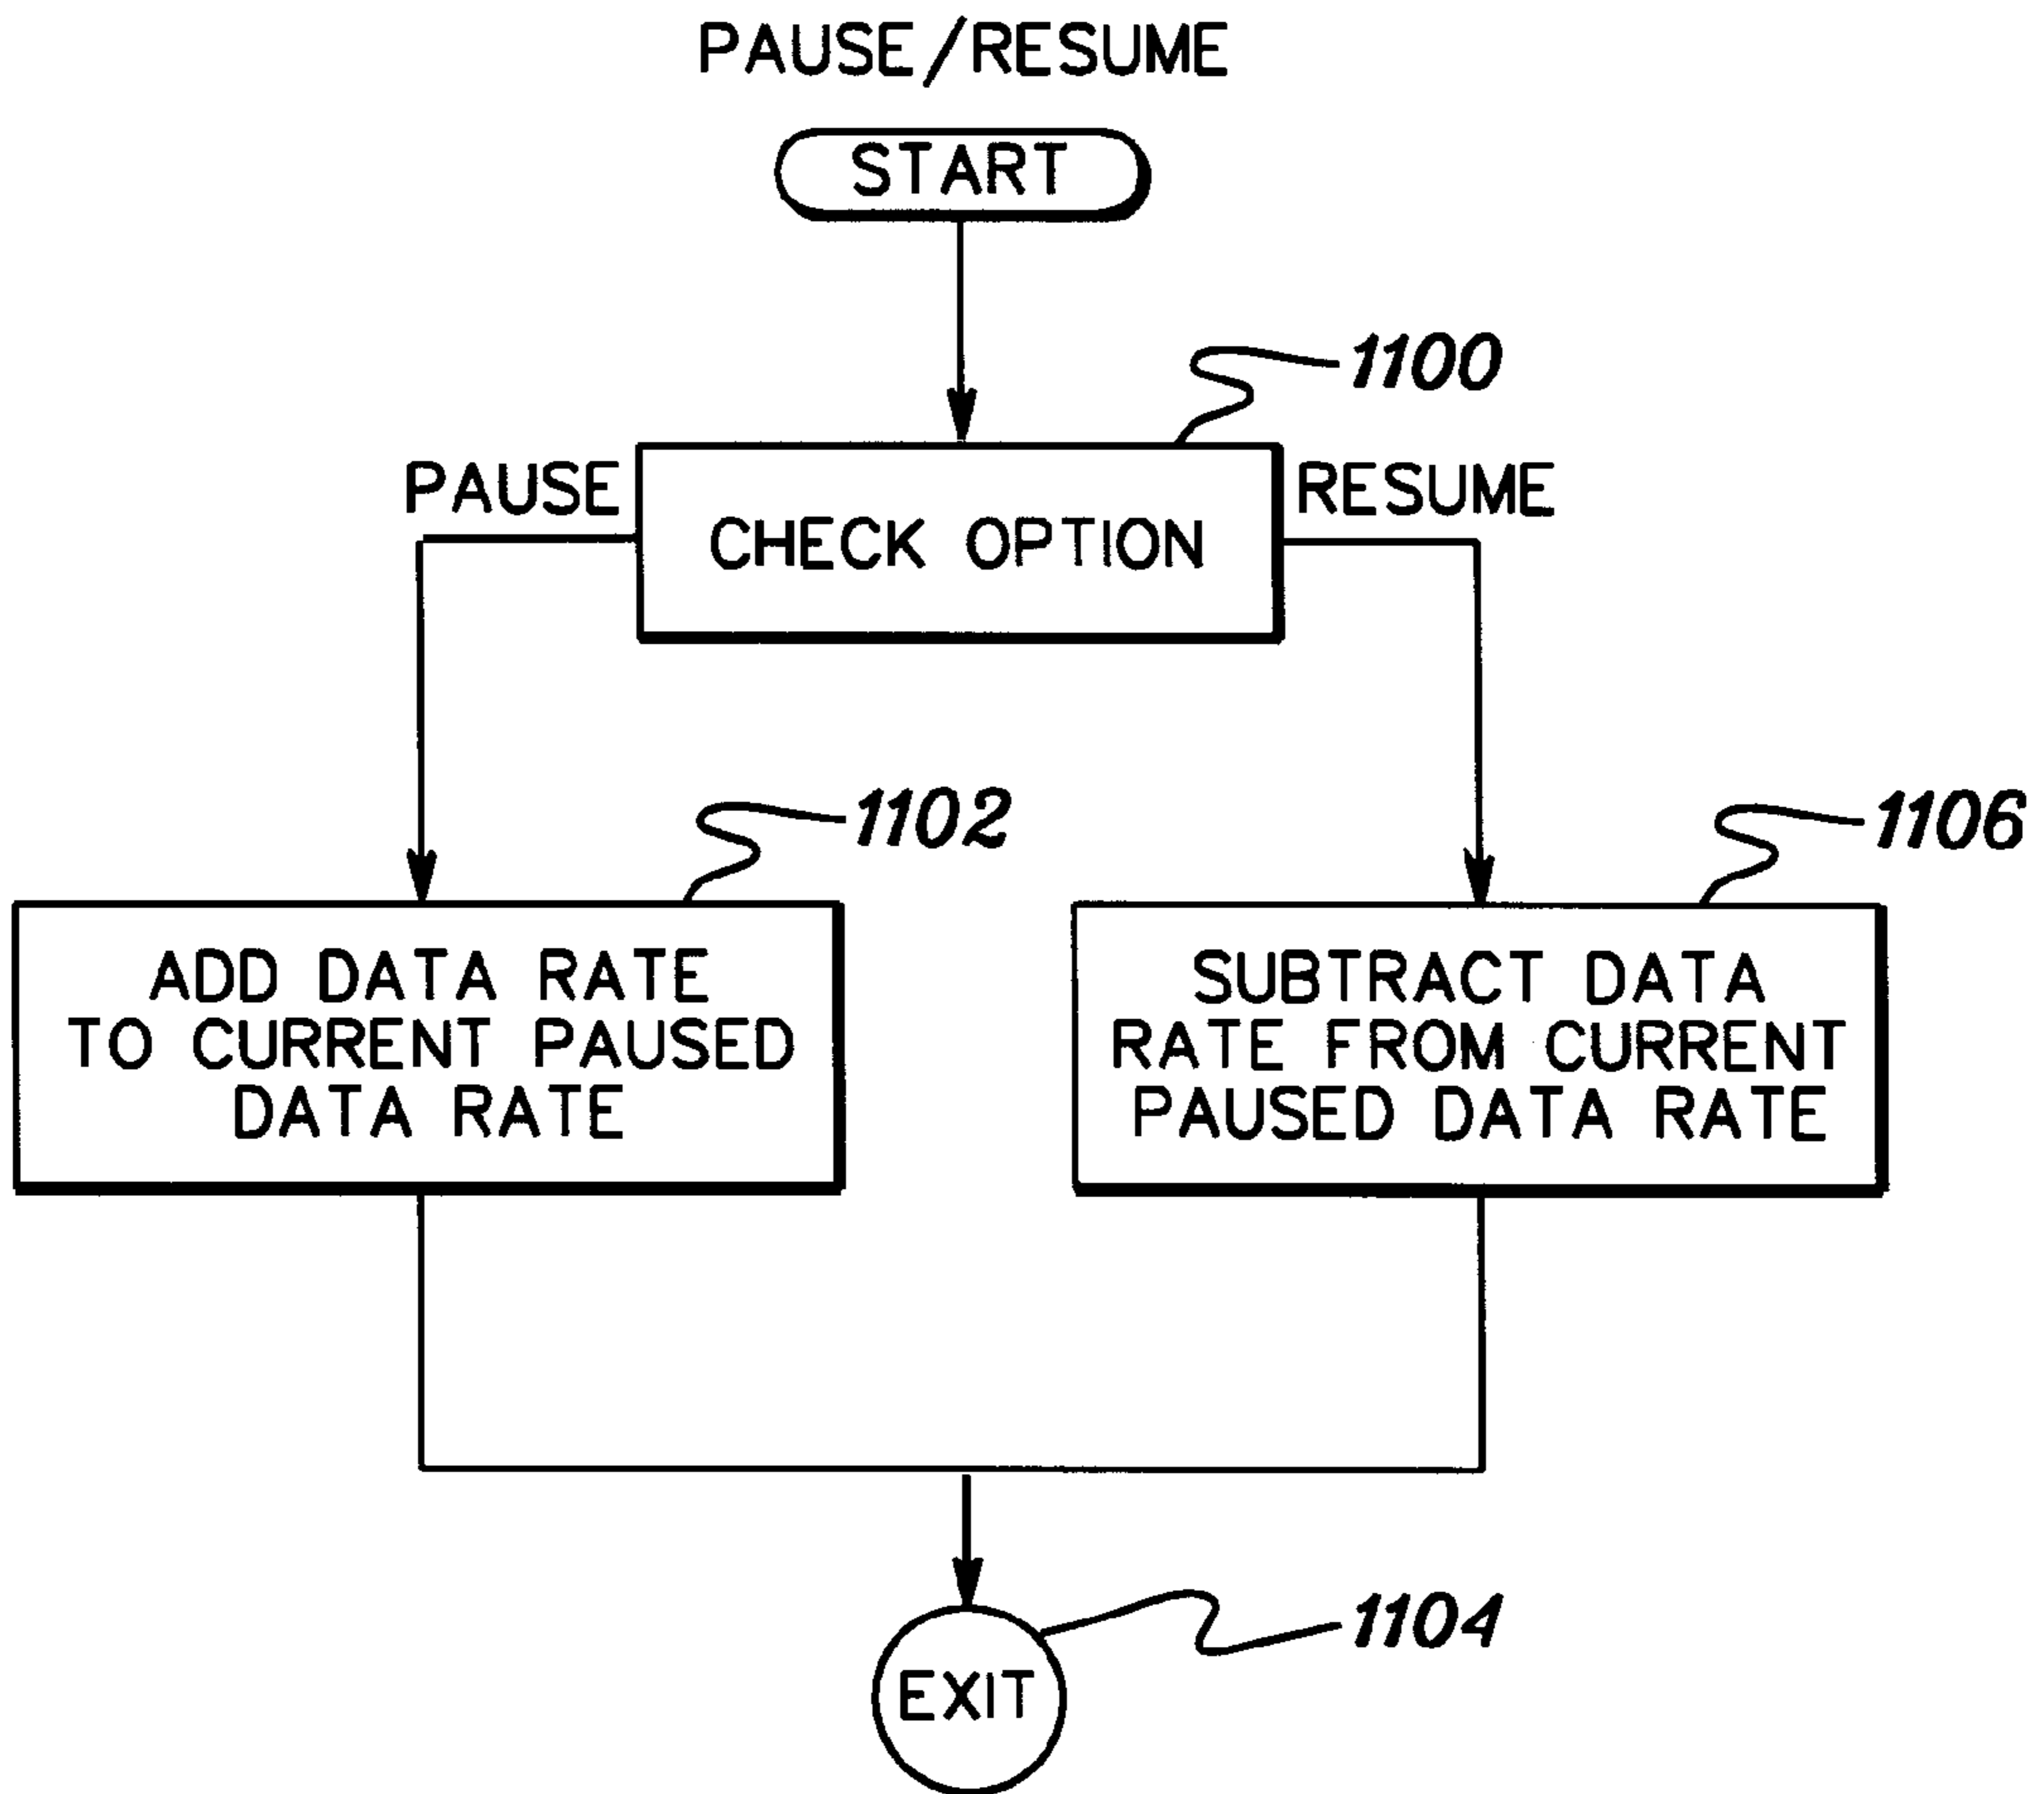 PAUSE/RESUME
START
1100
PAUSE
RESUME
CHECK OPTION
1102
1106
ADD DATA RATE
TO CURRENT PAUSED
DATA RATE
SUBTRACT DATA
RATE FROM CURRENT
PAUSED DATA RATE
1104
EXIT